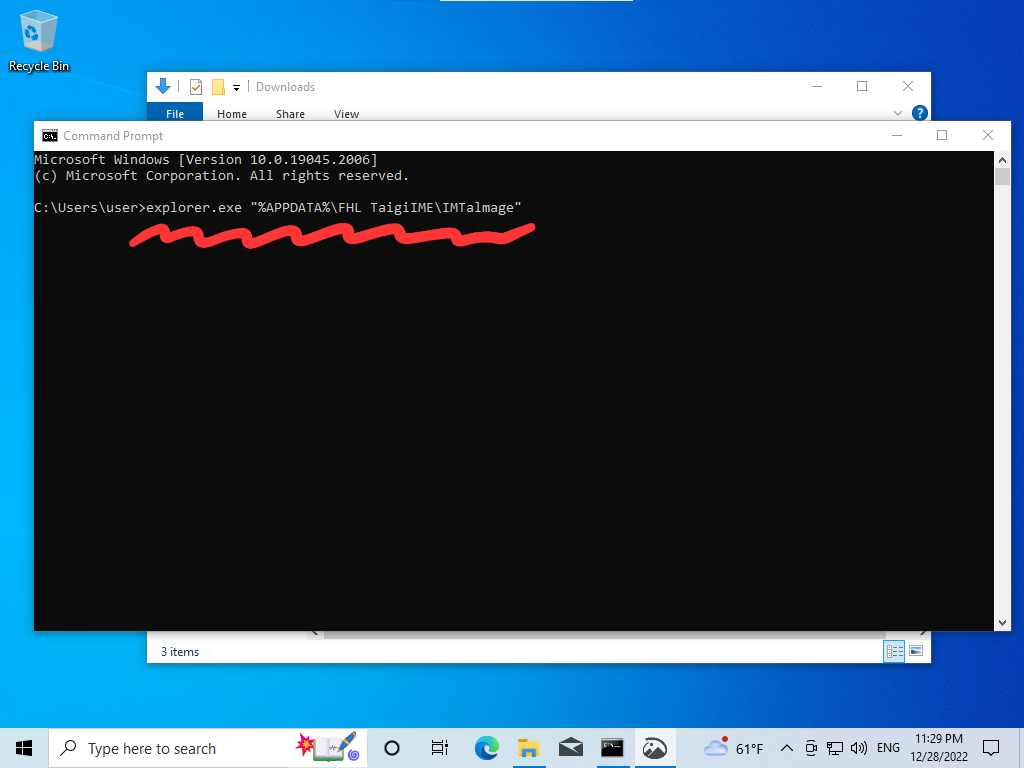 Recycle Bin
Downloads
File Home Share View
Command Prompt
Microsoft Windows [Version 10.0.19045.2006]
(c) Microsoft Corporation. All rights reserved.
C:\Users\user>explorer.exe "%APPDATA%\FHL TaigiIME\IMTalmage"
3 items
Type here to search
61°F
ENG
11:29 PM
12/28/2022